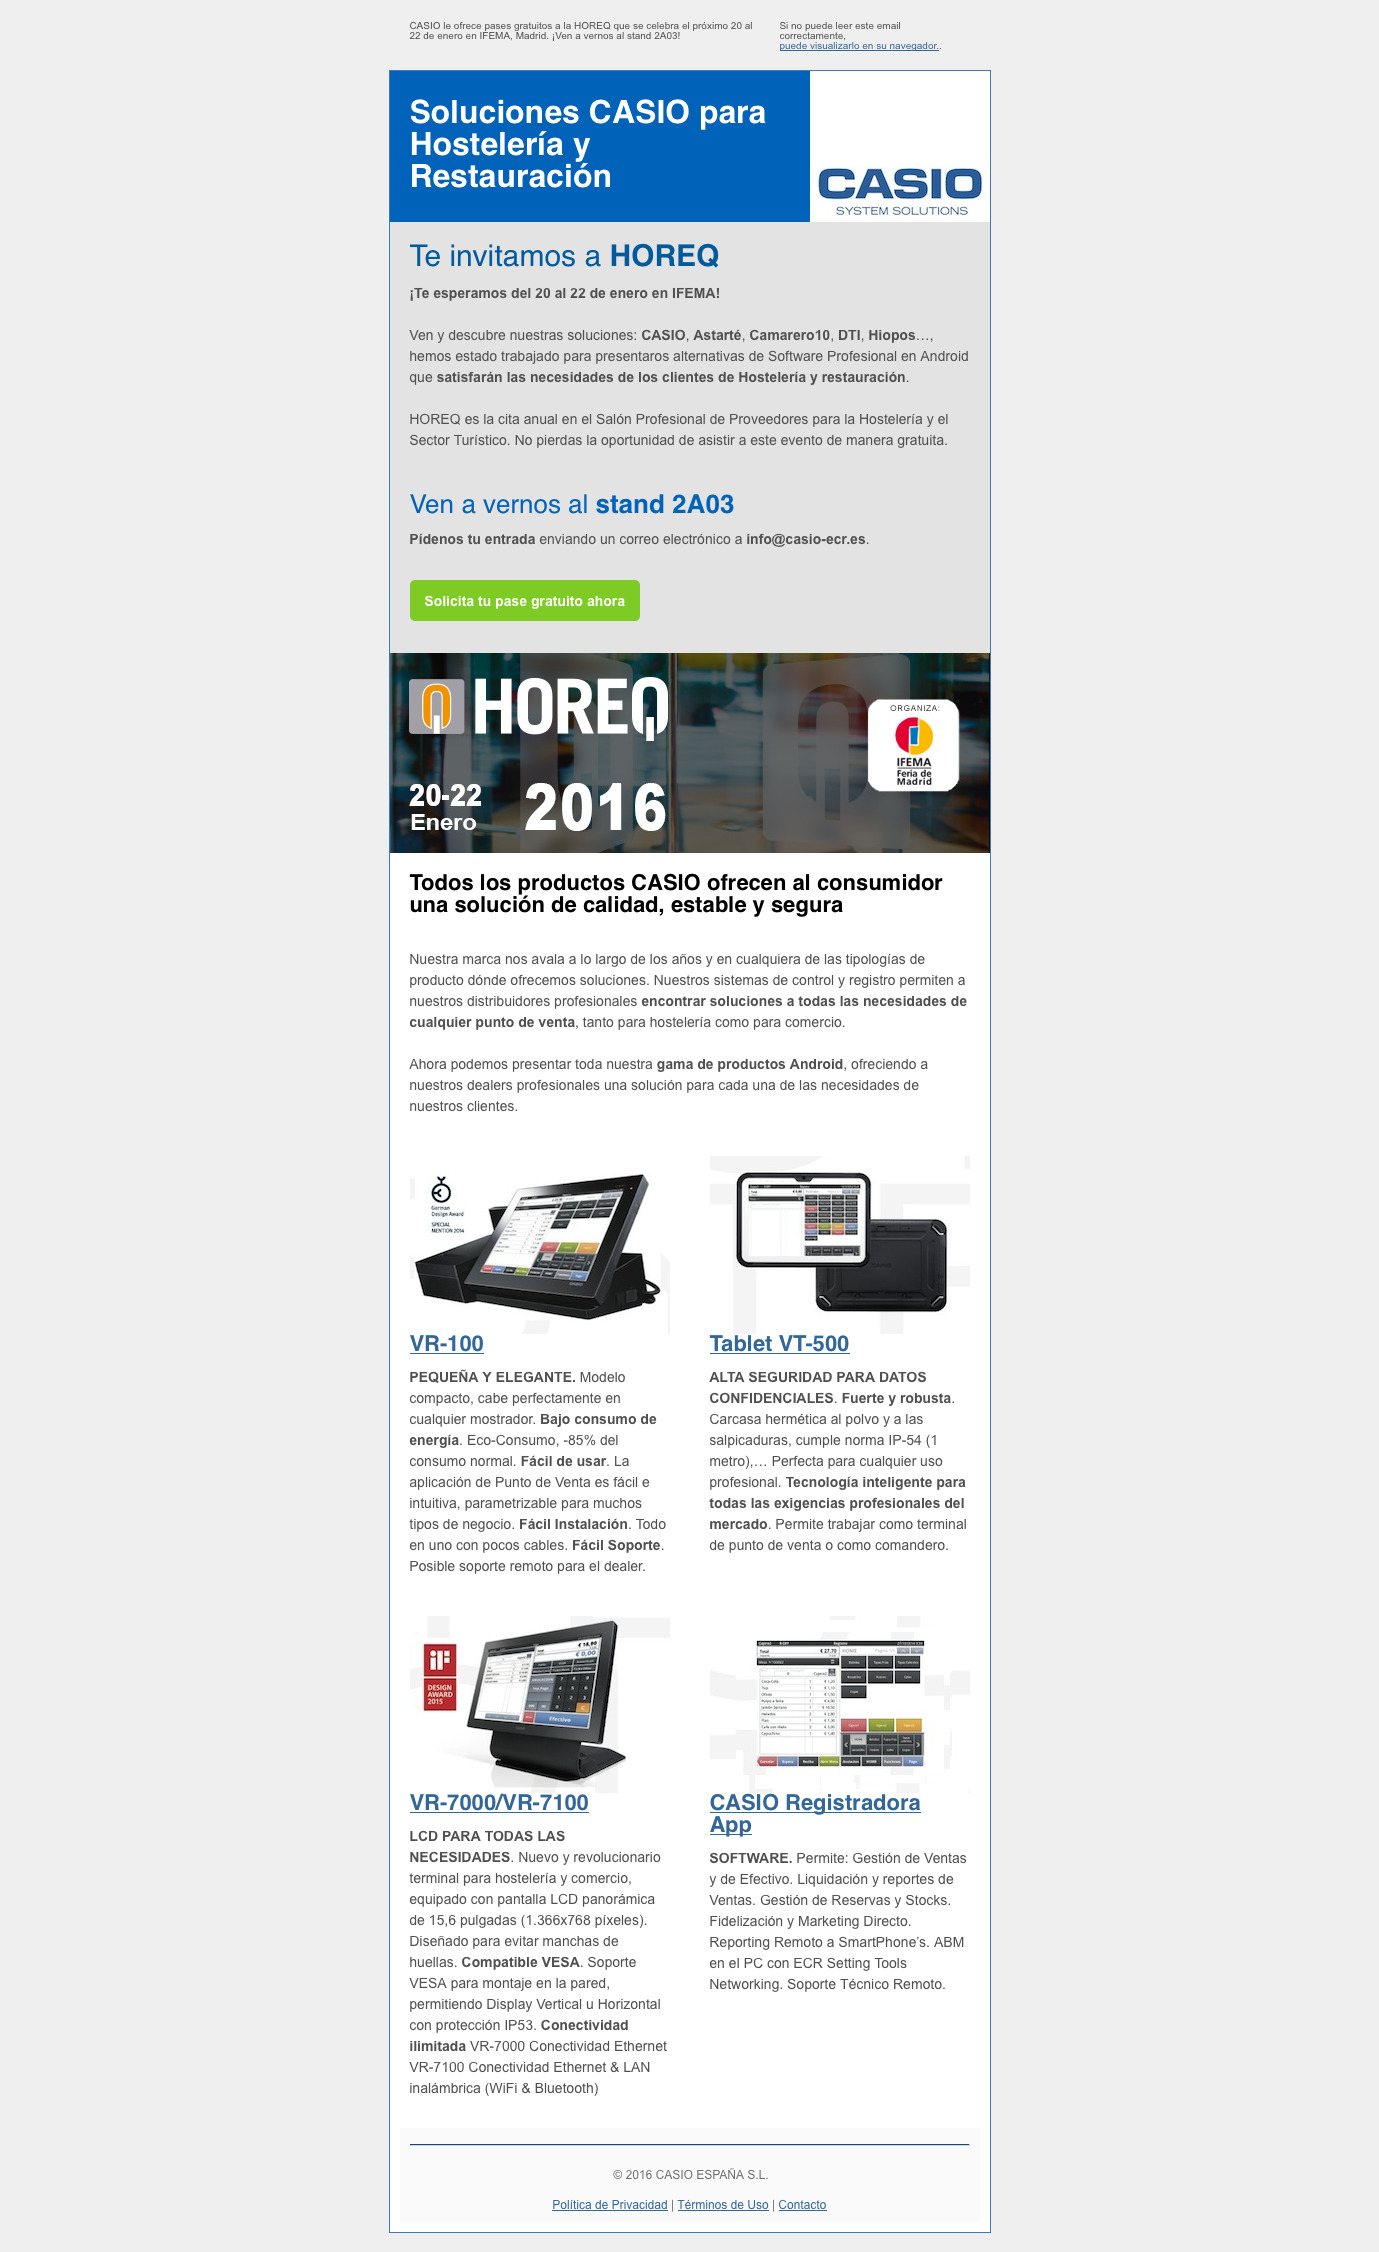 CASIO le ofrece pases gratuitos a la HOREQ que se celebra el próximo 20 al
22 de enero en IFEMA, Madrid. ¡Ven a vernos al stand 2A03!
Si no puede leer este email
correctamente,
puede visualizarlo en su navegador..
Soluciones CASIO para
Hostelería y
Restauración
CASIO
SYSTEM SOLUTIONS
Te invitamos a HOREQ
¡Te esperamos del 20 al 22 de enero en IFEMA!
Ven y descubre nuestras soluciones: CASIO, Astarté, Camarero10, DTI, Hiopos…,
hemos estado trabajado para presentaros alternativas de Software Profesional en Android
que satisfarán las necesidades de los clientes de Hostelería y restauración.
HOREQ es la cita anual en el Salón Profesional de Proveedores para la Hostelería y el
Sector Turístico. No pierdas la oportunidad de asistir a este evento de manera gratuita.
Ven a vernos al stand 2A03
Pídenos tu entrada enviando un correo electrónico a info@casio-ecr.es.
Solicita tu pase gratuito ahora
HOREQ
ORGANIZA:
IFEMA
Feria de
Madrid
20-22
Enero
2016
Todos los productos CASIO ofrecen al consumidor
una solución de calidad, estable y segura
Nuestra marca nos avala a lo largo de los años y en cualquiera de las tipologías de
producto dónde ofrecemos soluciones. Nuestros sistemas de control y registro permiten a
nuestros distribuidores profesionales encontrar soluciones a todas las necesidades de
cualquier punto de venta, tanto para hostelería como para comercio.
Ahora podemos presentar toda nuestra gama de productos Android, ofreciendo a
nuestros dealers profesionales una solución para cada una de las necesidades de
nuestros clientes.
German
Design Award
SPECIAL
MENTION 2014
VR-100
PEQUEÑA Y ELEGANTE. Modelo
compacto, cabe perfectamente en
cualquier mostrador. Bajo consumo de
energía. Eco-Consumo, -85% del
consumo normal. Fácil de usar. La
aplicación de Punto de Venta es fácil e
intuitiva, parametrizable para muchos
tipos de negocio. Fácil Instalación. Todo
en uno con pocos cables. Fácil Soporte.
Posible soporte remoto para el dealer.
Tablet VT-500
ALTA SEGURIDAD PARA DATOS
CONFIDENCIALES. Fuerte y robusta.
Carcasa hermética al polvo y a las
salpicaduras, cumple norma IP-54 (1
metro),… Perfecta para cualquier uso
profesional. Tecnología inteligente para
todas las exigencias profesionales del
mercado. Permite trabajar como terminal
de punto de venta o como comandero.
iF
DESIGN
AWARD
2015
€ 18,90
€ 0,00
Efectivo
VR-7000/VR-7100
LCD PARA TODAS LAS
NECESIDADES. Nuevo y revolucionario
terminal para hostelería y comercio,
equipado con pantalla LCD panorámica
de 15,6 pulgadas (1.366x768 píxeles).
Diseñado para evitar manchas de
huellas. Compatible VESA. Soporte
VESA para montaje en la pared,
permitiendo Display Vertical u Horizontal
con protección IP53. Conectividad
ilimitada VR-7000 Conectividad Ethernet
VR-7100 Conectividad Ethernet & LAN
inalámbrica (WiFi & Bluetooth)
Total
€ 27,70
HOME
Coca-Cola
CASIO Registradora
App
SOFTWARE. Permite: Gestión de Ventas
y de Efectivo. Liquidación y reportes de
Ventas. Gestión de Reservas y Stocks.
Fidelización y Marketing Directo.
Reporting Remoto a SmartPhone's. ABM
en el PC con ECR Setting Tools
Networking. Soporte Técnico Remoto.
© 2016 CASIO ESPAÑA S.L.
Política de Privacidad | Términos de Uso | Contacto